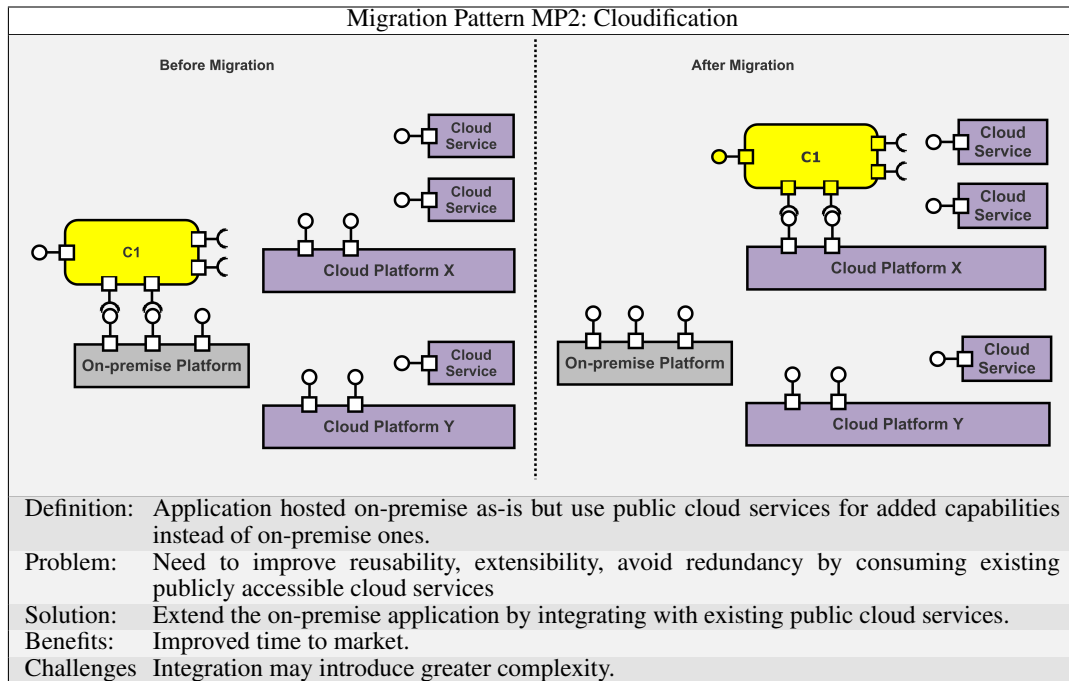 Migration Pattern MP2: Cloudification
Before Migration
Cloud
Service
Cloud
Service
C1
Cloud Platform X
On-premise Platform
Cloud
Service
Cloud Platform Y
After Migration
Cloud
Service
C1
Cloud
Service
Cloud Platform X
On-premise Platform
Cloud
Service
Cloud Platform Y
Definition: Application hosted on-premise as-is but use public cloud services for added capabilities
instead of on-premise ones.
Problem: Need to improve reusability, extensibility, avoid redundancy by consuming existing
publicly accessible cloud services
Solution: Extend the on-premise application by integrating with existing public cloud services.
Benefits: Improved time to market.
Challenges Integration may introduce greater complexity.